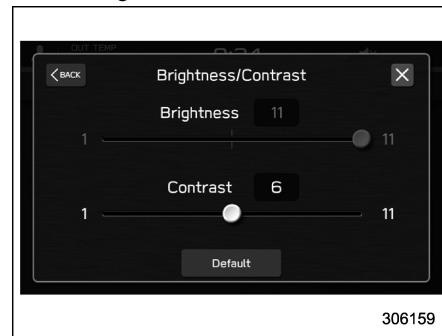 OUT TEMP
BACK
Brightness/Contrast
Brightness 11
1 11
Contrast 6
1 11
Default
306159